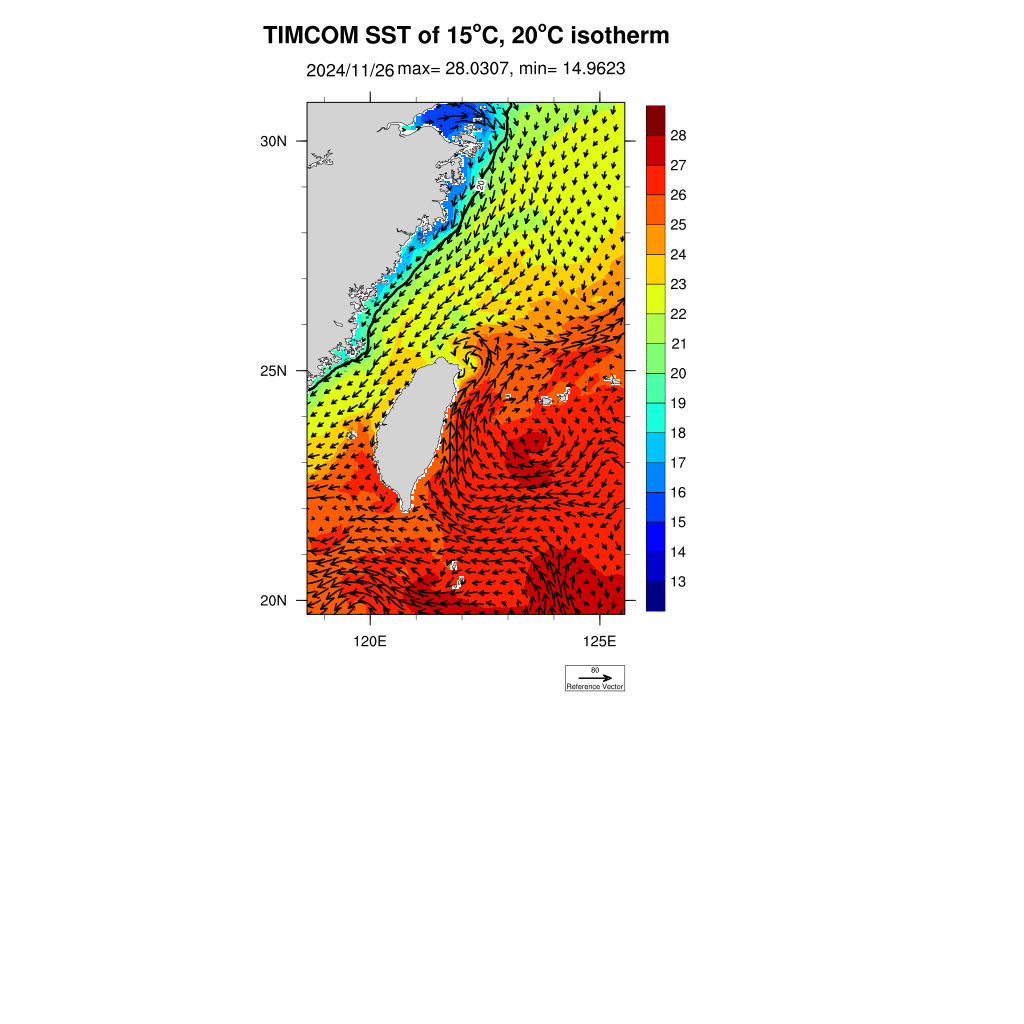 TIMCOM SST of 15°C, 20°C isotherm
2024/11/26 max= 28.0307, min= 14.9623
30N
25N
20N
120E
125E
20
28
27
26
25
24
23
22
21
20
19
18
17
16
15
14
13
80
Reference Vector